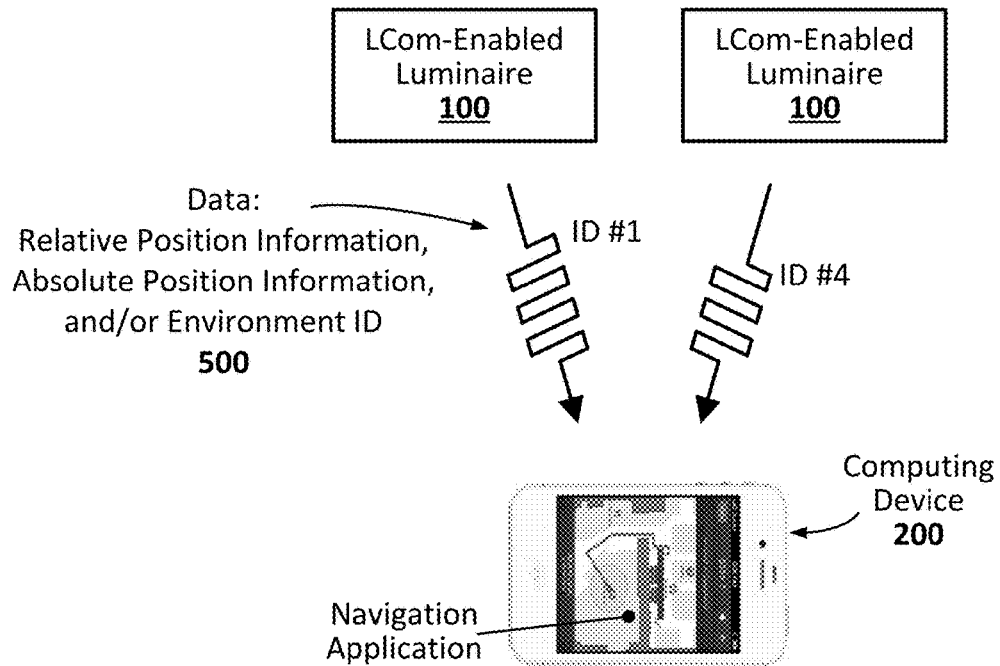 LCom-Enabled
Luminaire
100
LCom-Enabled
Luminaire
100
Data:
Relative Position Information,
Absolute Position Information,
and/or Environment ID
500
ID #1
ID #4
Computing
Device
200
Navigation
Application